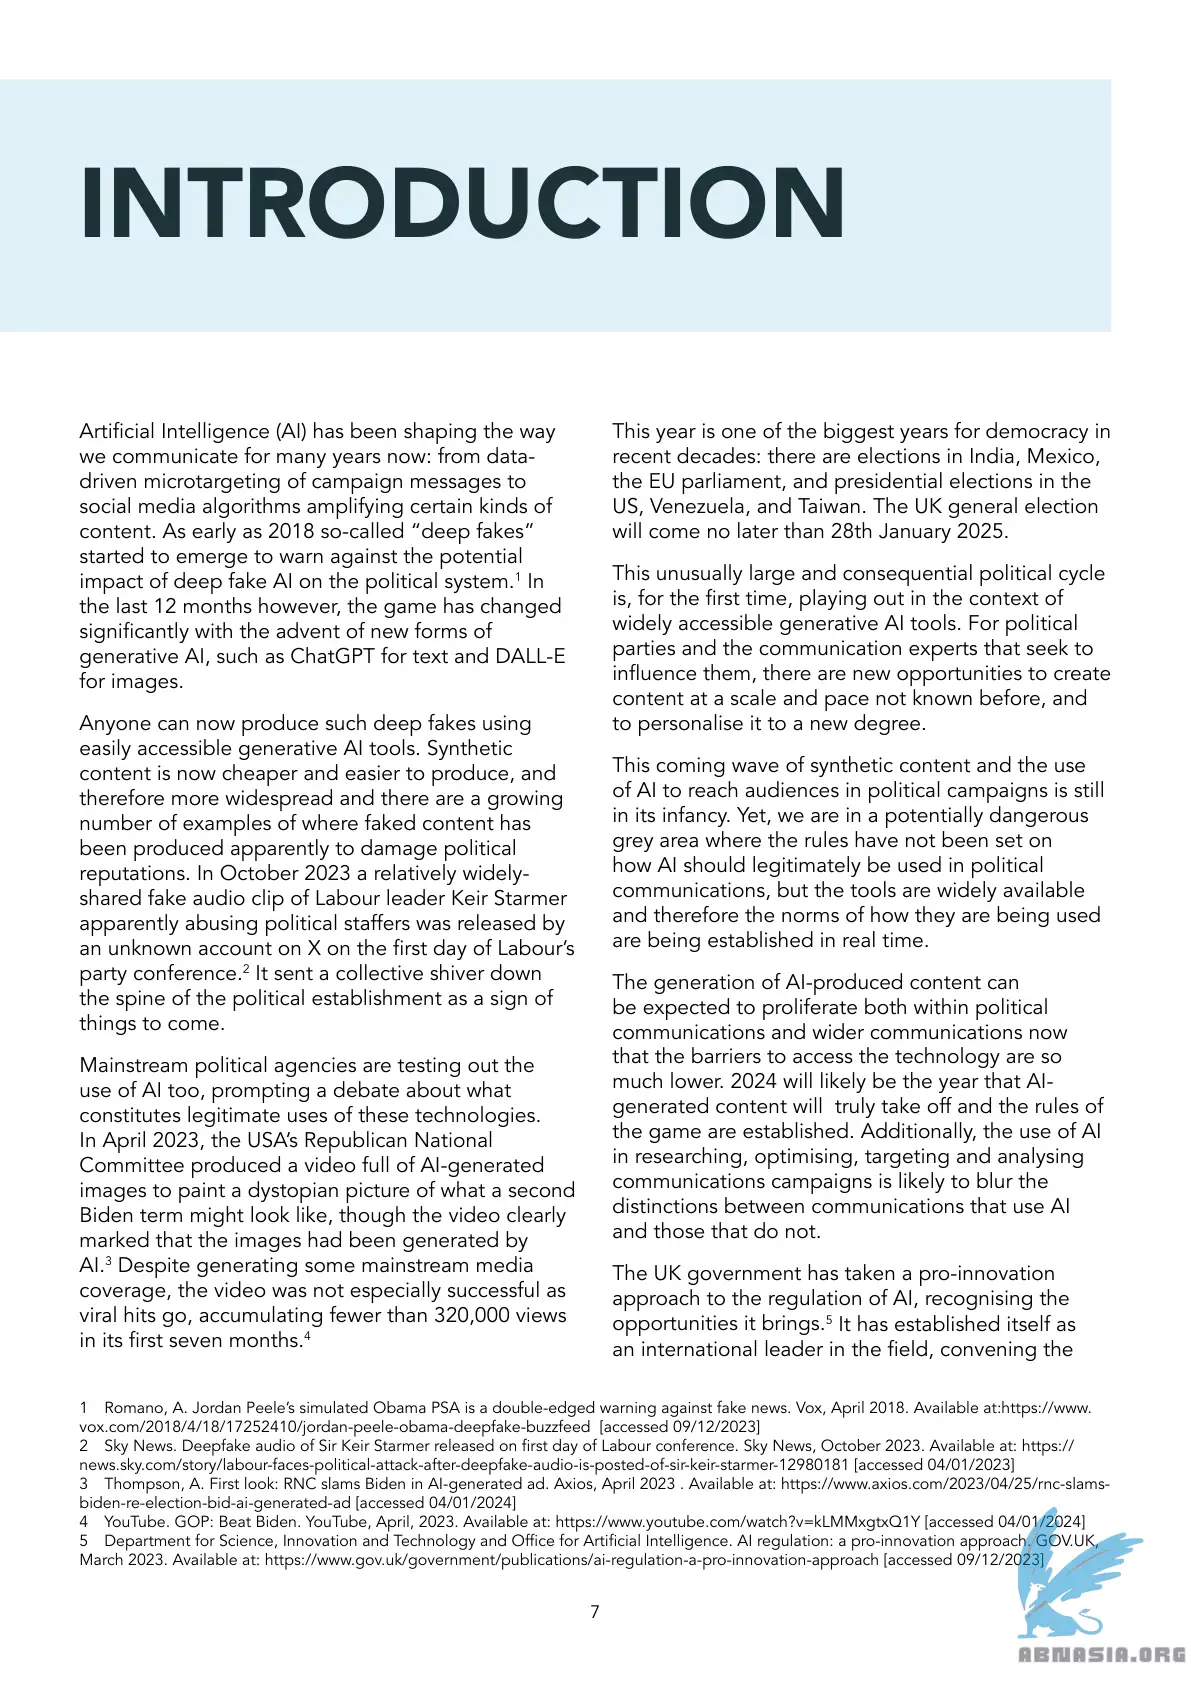 INTRODUCTION
Artificial Intelligence (AI) has been shaping the way
we communicate for many years now: from data-
driven microtargeting of campaign messages to
social media algorithms amplifying certain kinds of
content. As early as 2018 so-called “deep fakes”
started to emerge to warn against the potential
impact of deep fake AI on the political system.1 In
the last 12 months however, the game has changed
significantly with the advent of new forms of
generative AI, such as ChatGPT for text and DALL-E
for images.
Anyone can now produce such deep fakes using
easily accessible generative AI tools. Synthetic
content is now cheaper and easier to produce, and
therefore more widespread and there are a growing
number of examples of where faked content has
been produced apparently to damage political
reputations. In October 2023 a relatively widely-
shared fake audio clip of Labour leader Keir Starmer
apparently abusing political staffers was released by
an unknown account on X on the first day of Labour’s
party conference.2 It sent a collective shiver down
the spine of the political establishment as a sign of
things to come.
Mainstream political agencies are testing out the
use of AI too, prompting a debate about what
constitutes legitimate uses of these technologies.
In April 2023, the USA’s Republican National
Committee produced a video full of AI-generated
images to paint a dystopian picture of what a second
Biden term might look like, though the video clearly
marked that the images had been generated by
AI.3 Despite generating some mainstream media
coverage, the video was not especially successful as
viral hits go, accumulating fewer than 320,000 views
in its first seven months.4
This year is one of the biggest years for democracy in
recent decades: there are elections in India, Mexico,
the EU parliament, and presidential elections in the
US, Venezuela, and Taiwan. The UK general election
will come no later than 28th January 2025.
This unusually large and consequential political cycle
is, for the first time, playing out in the context of
widely accessible generative AI tools. For political
parties and the communication experts that seek to
influence them, there are new opportunities to create
content at a scale and pace not known before, and
to personalise it to a new degree.
This coming wave of synthetic content and the use
of AI to reach audiences in political campaigns is still
in its infancy. Yet, we are in a potentially dangerous
grey area where the rules have not been set on
how AI should legitimately be used in political
communications, but the tools are widely available
and therefore the norms of how they are being used
are being established in real time.
The generation of AI-produced content can
be expected to proliferate both within political
communications and wider communications now
that the barriers to access the technology are so
much lower. 2024 will likely be the year that AI-
generated content will  truly take off and the rules of
the game are established. Additionally, the use of AI
in researching, optimising, targeting and analysing
communications campaigns is likely to blur the
distinctions between communications that use AI
and those that do not.
The UK government has taken a pro-innovation
approach to the regulation of AI, recognising the
opportunities it brings.5 It has established itself as
an international leader in the field, convening the
1 Romano, A. Jordan Peele’s simulated Obama PSA is a double-edged warning against fake news. Vox, April 2018. Available at:https://www.
vox.com/2018/4/18/17252410/jordan-peele-obama-deepfake-buzzfeed  [accessed 09/12/2023]
2 Sky News. Deepfake audio of Sir Keir Starmer released on first day of Labour conference. Sky News, October 2023. Available at: https://
news.sky.com/story/labour-faces-political-attack-after-deepfake-audio-is-posted-of-sir-keir-starmer-12980181 [accessed 04/01/2023]
3 Thompson, A. First look: RNC slams Biden in AI-generated ad. Axios, April 2023 . Available at: https://www.axios.com/2023/04/25/rnc-slams-
biden-re-election-bid-ai-generated-ad [accessed 04/01/2024]
4 YouTube. GOP: Beat Biden. YouTube, April, 2023. Available at: https://www.youtube.com/watch?v=kLMMxgtxQ1Y [accessed 04/01/2024]
5 Department for Science, Innovation and Technology and Office for Artificial Intelligence. AI regulation: a pro-innovation approach. GOV.UK,
March 2023. Available at: https://www.gov.uk/government/publications/ai-regulation-a-pro-innovation-approach [accessed 09/12/2023]
7
ABNASIA.ORG